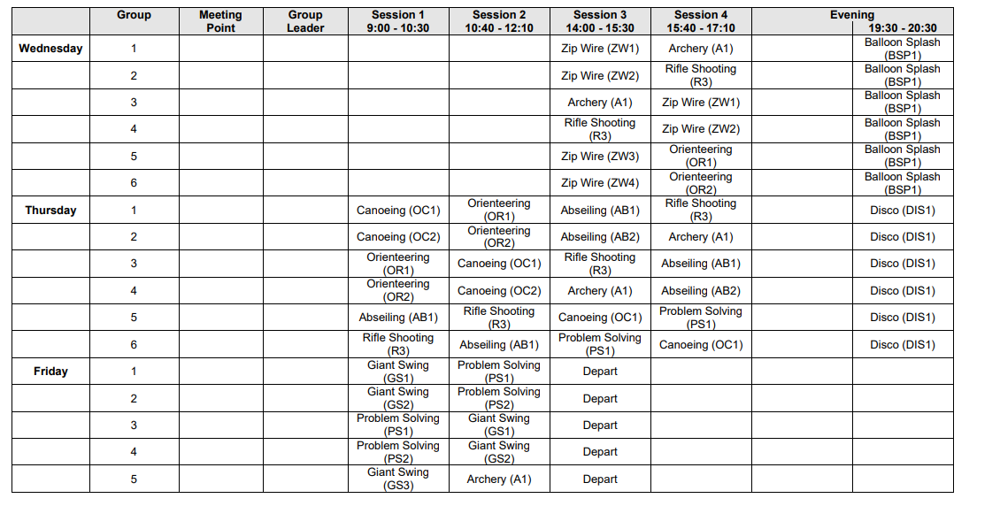 Group Meeting Point Group Leader Session 1 9:00 - 10:30 Session 2 10:40 - 12:10 Session 3 14:00 - 15:30 Session 4 15:40 - 17:10 Evening 19:30 - 20:30
Wednesday 1 Zip Wire (ZW1) Archery (A1) Balloon Splash (BSP1)
2 Zip Wire (ZW2) Rifle Shooting (R3) Balloon Splash (BSP1)
3 Archery (A1) Zip Wire (ZW1) Balloon Splash (BSP1)
4 Rifle Shooting (R3) Zip Wire (ZW2) Balloon Splash (BSP1)
5 Zip Wire (ZW3) Orienteering (OR1) Balloon Splash (BSP1)
6 Zip Wire (ZW4) Orienteering (OR2) Balloon Splash (BSP1)
Thursday 1 Canoeing (OC1) Orienteering (OR1) Abseiling (AB1) Rifle Shooting (R3) Disco (DIS1)
2 Canoeing (OC2) Orienteering (OR2) Abseiling (AB2) Archery (A1) Disco (DIS1)
3 Orienteering (OR1) Canoeing (OC1) Rifle Shooting (R3) Abseiling (AB1) Disco (DIS1)
4 Orienteering (OR2) Canoeing (OC2) Archery (A1) Abseiling (AB2) Disco (DIS1)
5 Abseiling (AB1) Rifle Shooting (R3) Canoeing (OC1) Problem Solving (PS1) Disco (DIS1)
6 Rifle Shooting (R3) Abseiling (AB1) Problem Solving (PS1) Canoeing (OC1) Disco (DIS1)
Friday 1 Giant Swing (GS1) Problem Solving (PS1) Depart
2 Giant Swing (GS2) Problem Solving (PS2) Depart
3 Problem Solving (PS1) Giant Swing (GS1) Depart
4 Problem Solving (PS2) Giant Swing (GS2) Depart
5 Giant Swing (GS3) Archery (A1) Depart